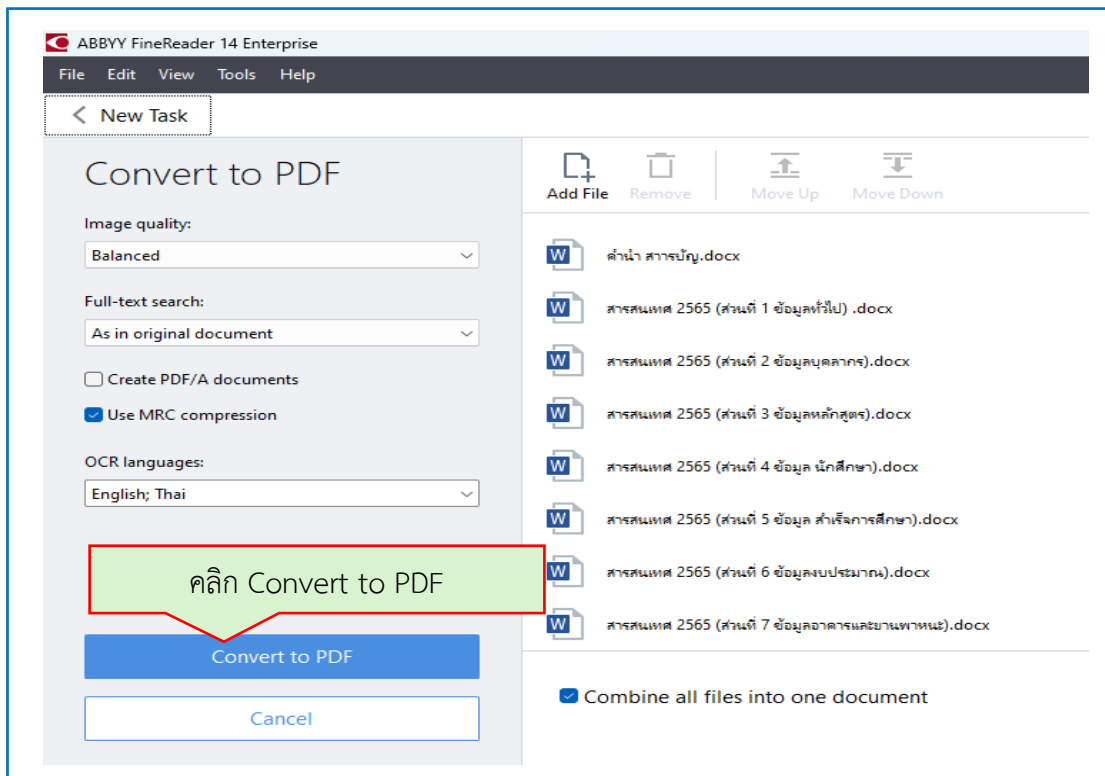 ABBYY FineReader 14 Enterprise
File Edit View Tools Help
New Task
Convert to PDF
Image quality:
Balanced
Full-text search:
As in original document
Create PDF/A documents
Use MRC compression
OCR languages:
English; Thai
คลิก Convert to PDF
Convert to PDF
Cancel
Add File Remove Move Up Move Down
คำนำ สารบัญ.docx
สารสนเทศ 2565 (ส่วนที่ 1 ข้อมูลทั่วไป) .docx
สารสนเทศ 2565 (ส่วนที่ 2 ข้อมูลบุคลากร).docx
สารสนเทศ 2565 (ส่วนที่ 3 ข้อมูลหลักสูตร).docx
สารสนเทศ 2565 (ส่วนที่ 4 ข้อมูล นักศึกษา).docx
สารสนเทศ 2565 (ส่วนที่ 5 ข้อมูล สำเร็จการศึกษา).docx
สารสนเทศ 2565 (ส่วนที่ 6 ข้อมูลงบประมาณ).docx
สารสนเทศ 2565 (ส่วนที่ 7 ข้อมูลอาคารและยานพาหนะ).docx
Combine all files into one document